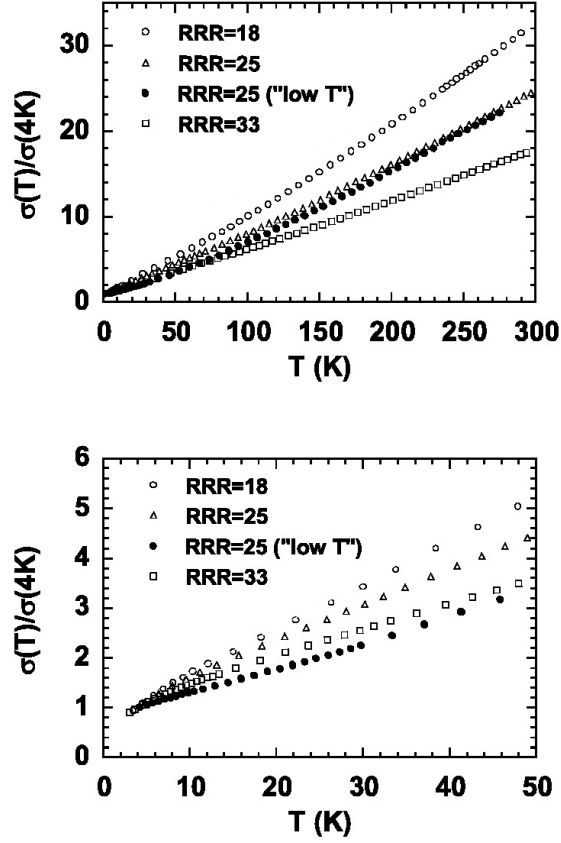 30
20
10
0
σ(T)/σ(4K)
RRR=18
RRR=25
RRR=25 ("low T")
RRR=33
0 50 100 150 200 250 300
T (K)
6
5
4
3
2
1
0
σ(T)/σ(4K)
RRR=18
RRR=25
RRR=25 ("low T")
RRR=33
10 20 30 40 50
T (K)